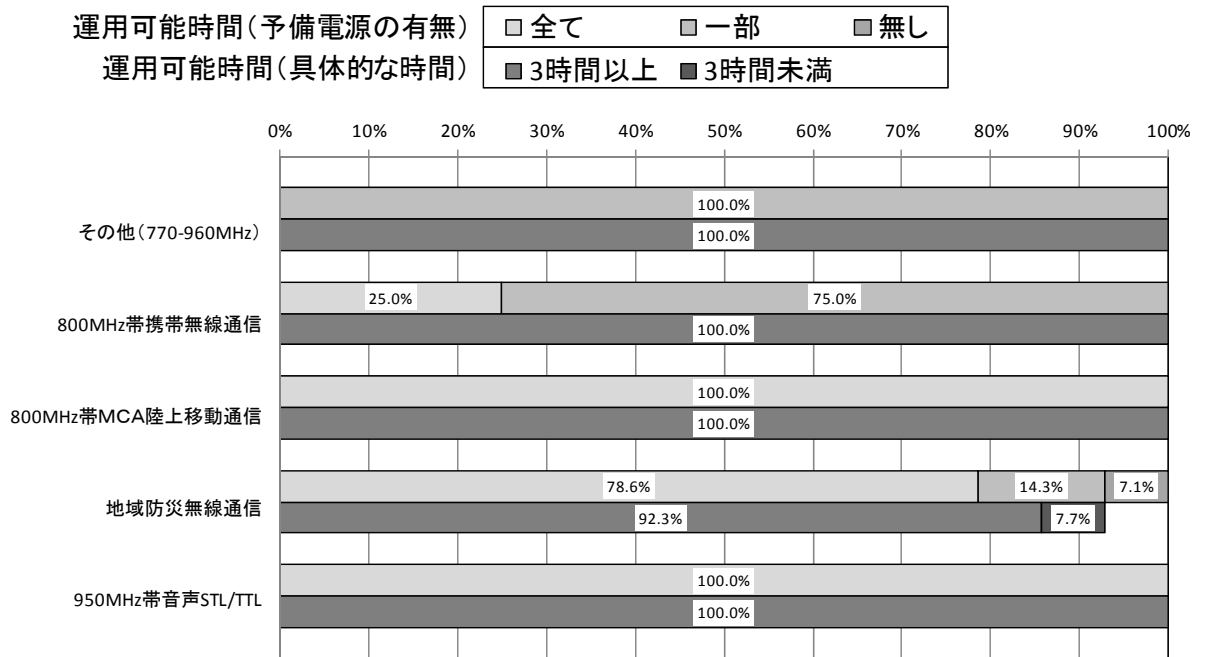 運用可能時間(予備電源の有無) 全て 一部 無し
運用可能時間(具体的な時間) 3時間以上 3時間未満
0% 10% 20% 30% 40% 50% 60% 70% 80% 90% 100%
100.0%
その他(770-960MHz)
100.0%
25.0% 75.0%
800MHz帯携帯無線通信
100.0%
100.0%
800MHz帯MCA陸上移動通信
100.0%
78.6% 14.3% 7.1%
地域防災無線通信
92.3% 7.7%
100.0%
950MHz帯音声STL/TTL
100.0%